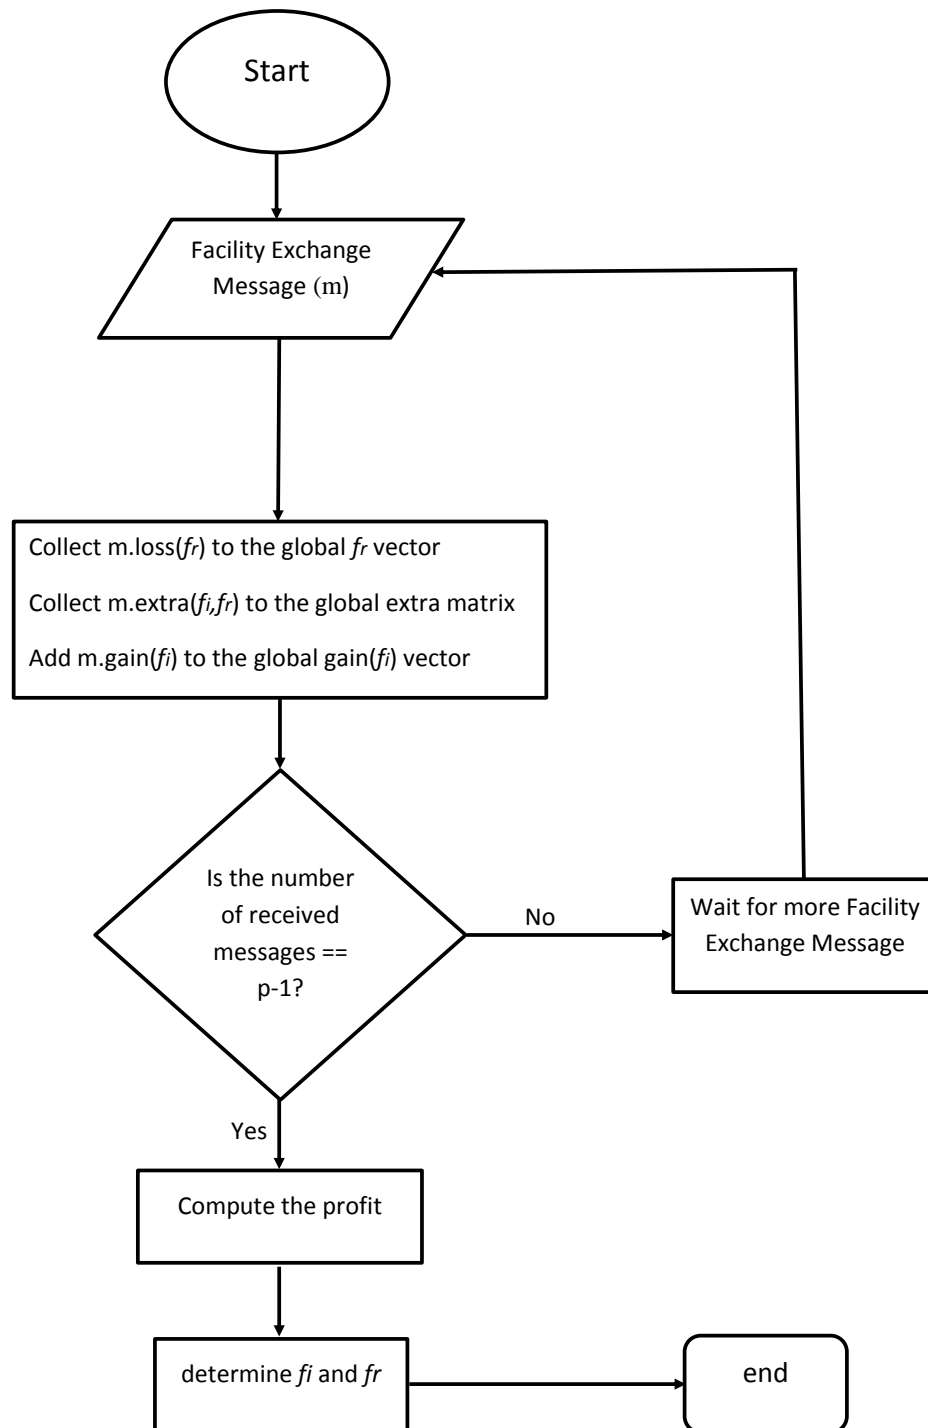 Start
Facility Exchange
Message (m)
Collect m.loss(fr) to the global fr vector
Collect m.extra(fi,fr) to the global extra matrix
Add m.gain(fi) to the global gain(fi) vector
Is the number
of received
messages ==
p-1?
No
Wait for more Facility
Exchange Message
Yes
Compute the profit
determine fi and fr
end